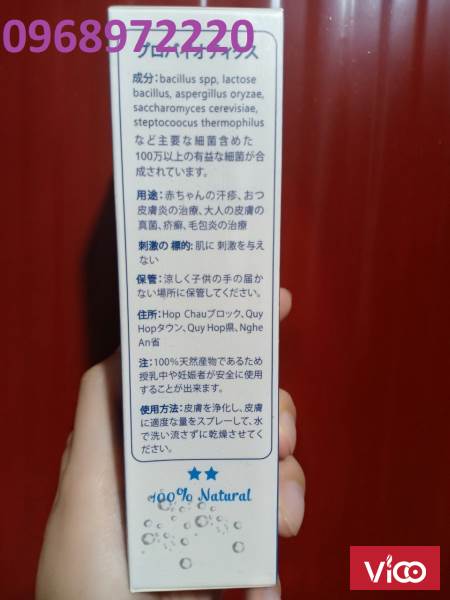 0968972220
プロバイオティクス
成分：bacillus spp, lactose
bacillus, aspergillus oryzae,
saccharomyces cerevisiae,
steptocoocus thermophilus
など主要な細菌含めた
100万以上の有益な細菌が合
成されています。
用途：赤ちゃんの汗疹、おつ
皮膚炎の治療、大人の皮膚の
真菌、疥癬、毛包炎の治療
刺激の 標的: 肌に 刺激を与え
ない
保管：涼しく子供の手の届か
ない場所に保管してください。
住所：Hop Chauブロック、Quy
Hopタウン、Quy Hop県、Nghe
An省
注：100%天然産物であるため
授乳中や妊娠者が安全に使用
することが出来ます。
使用方法：皮膚を浄化し、皮膚
に適度な量をスプレーして、水
で洗い流さずに乾燥させてく
ださい。
100% Natural
Vioo